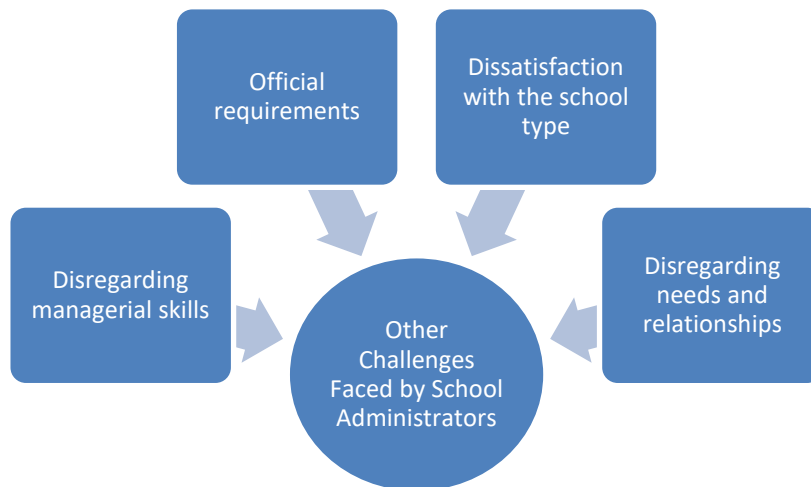 Official
requirements
Dissatisfaction
with the school
type
Disregarding
managerial skills
Disregarding
needs and
relationships
Other
Challenges
Faced by School
Administrators